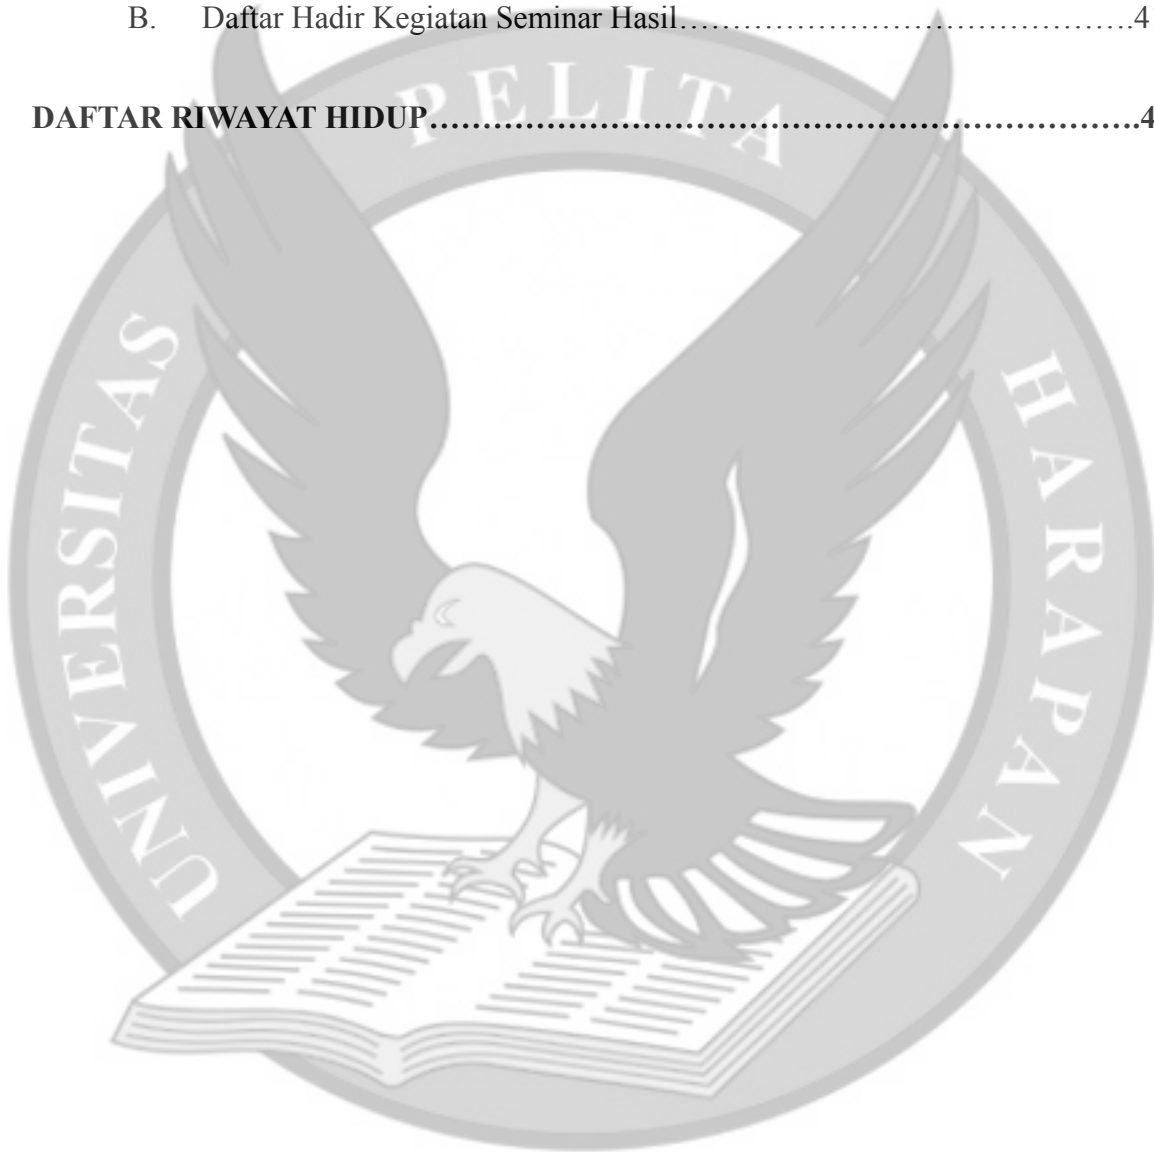 B. Daftar Hadir Kegiatan Seminar Hasil……………………………………4
DAFTAR RIWAYAT HIDUP…………………………………………………………4
UNIVERSITAS PELITA HARAPAN